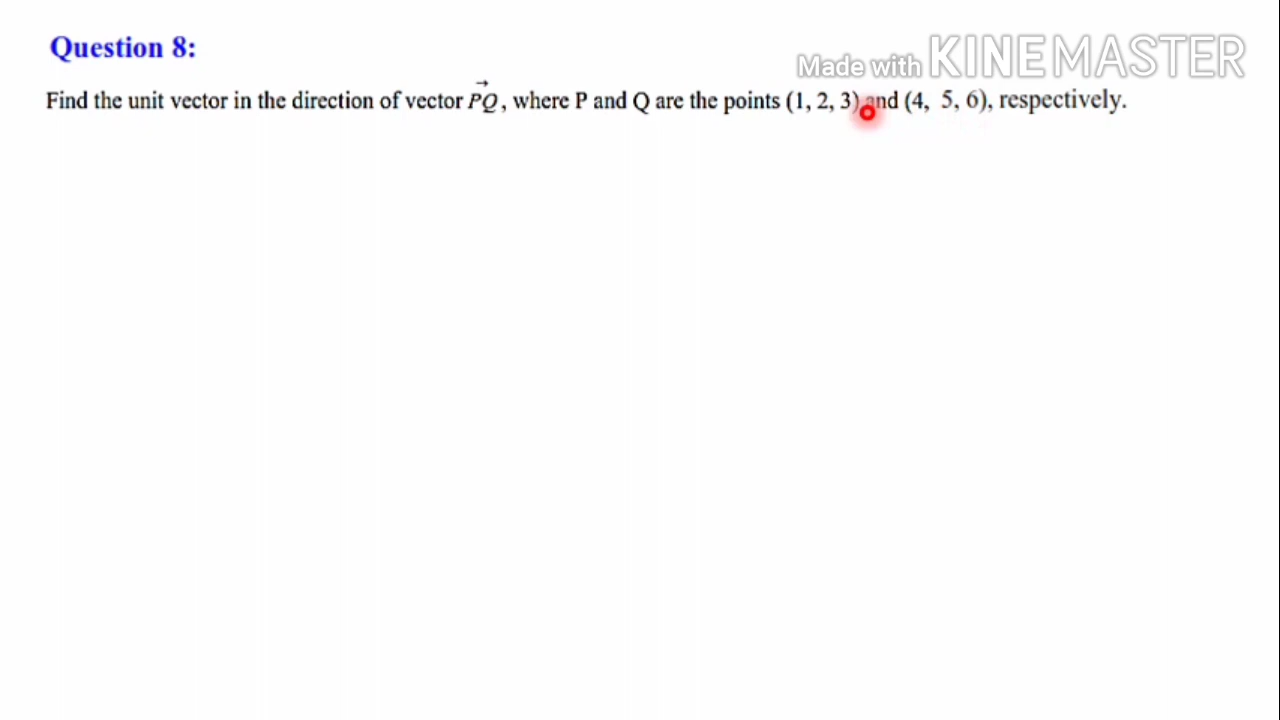 Question 8:
Made with KINEMASTER
Find the unit vector in the direction of vector $\overrightarrow{PQ}$, where P and Q are the points (1, 2, 3) and (4, 5, 6), respectively.